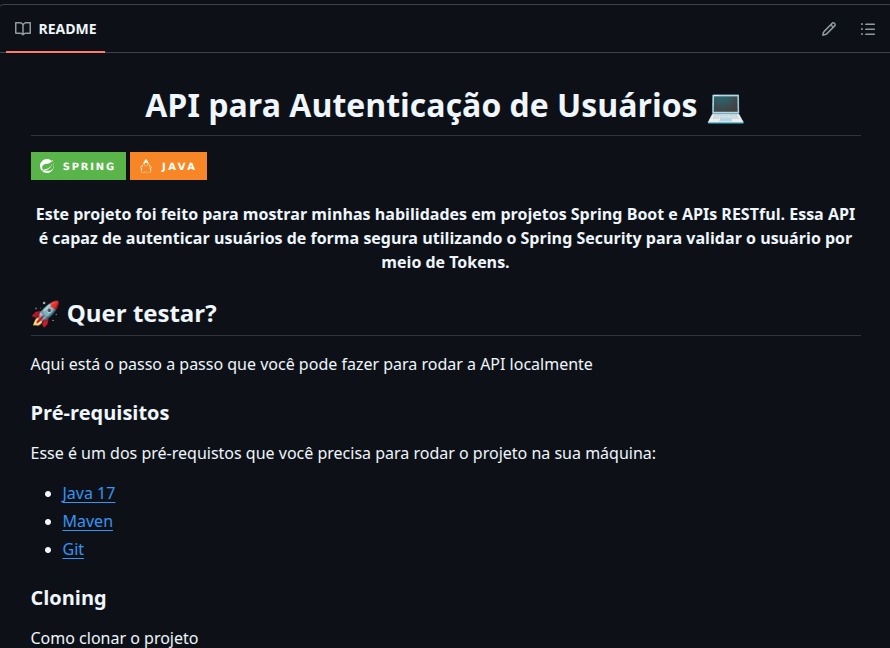 README
API para Autenticação de Usuários 💻
SPRING JAVA
Este projeto foi feito para mostrar minhas habilidades em projetos Spring Boot e APIs RESTful. Essa API
é capaz de autenticar usuários de forma segura utilizando o Spring Security para validar o usuário por
meio de Tokens.
🚀 Quer testar?
Aqui está o passo a passo que você pode fazer para rodar a API localmente
Pré-requisitos
Esse é um dos pré-requistos que você precisa para rodar o projeto na sua máquina:
Java 17
Maven
Git
Cloning
Como clonar o projeto